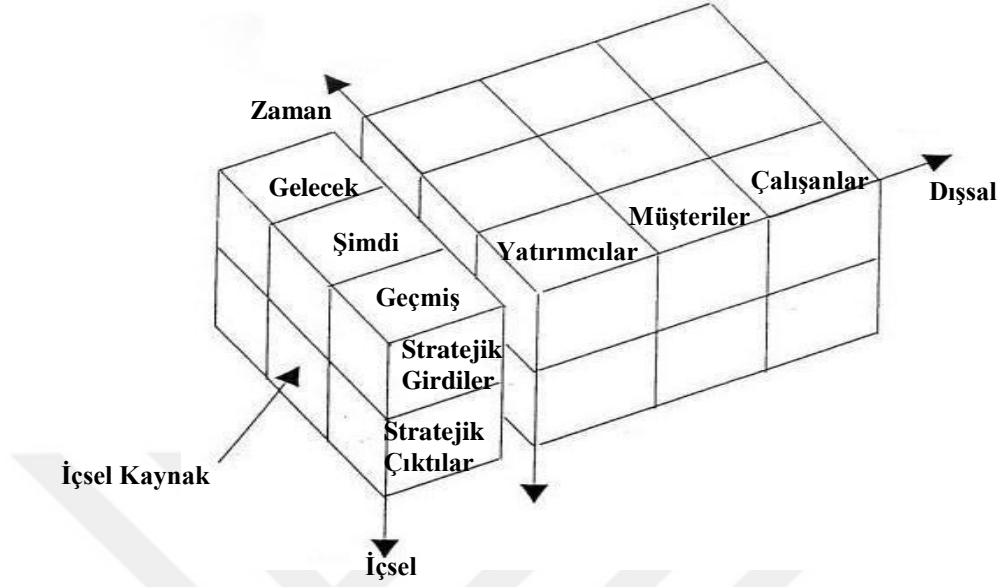 Zaman
Gelecek
Çalışanlar
Dışsal
Şimdi
Müşteriler
Yatırımcılar
Geçmiş
Stratejik
Girdiler
Stratejik
Çıktılar
İçsel Kaynak
İçsel